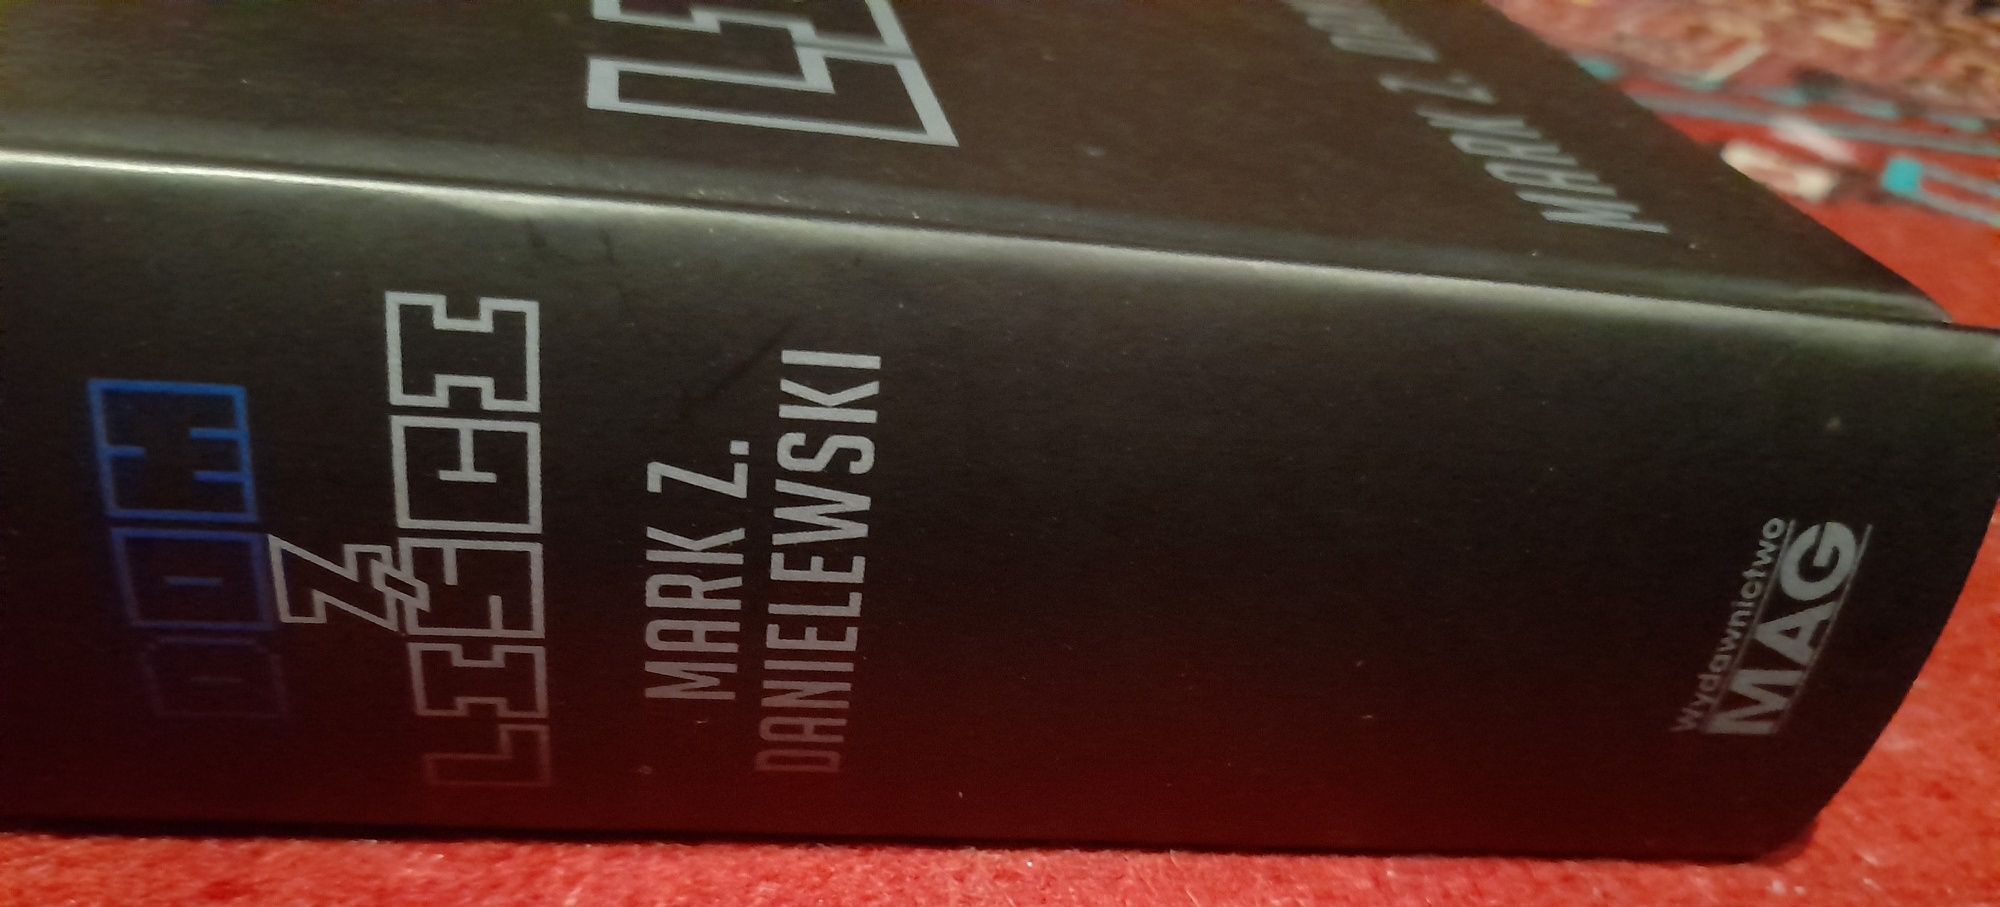 DOM
Z
LIŚCI
MARK Z.
DANIELEWSKI
Wydawnictwo
MAG
MARK Z.